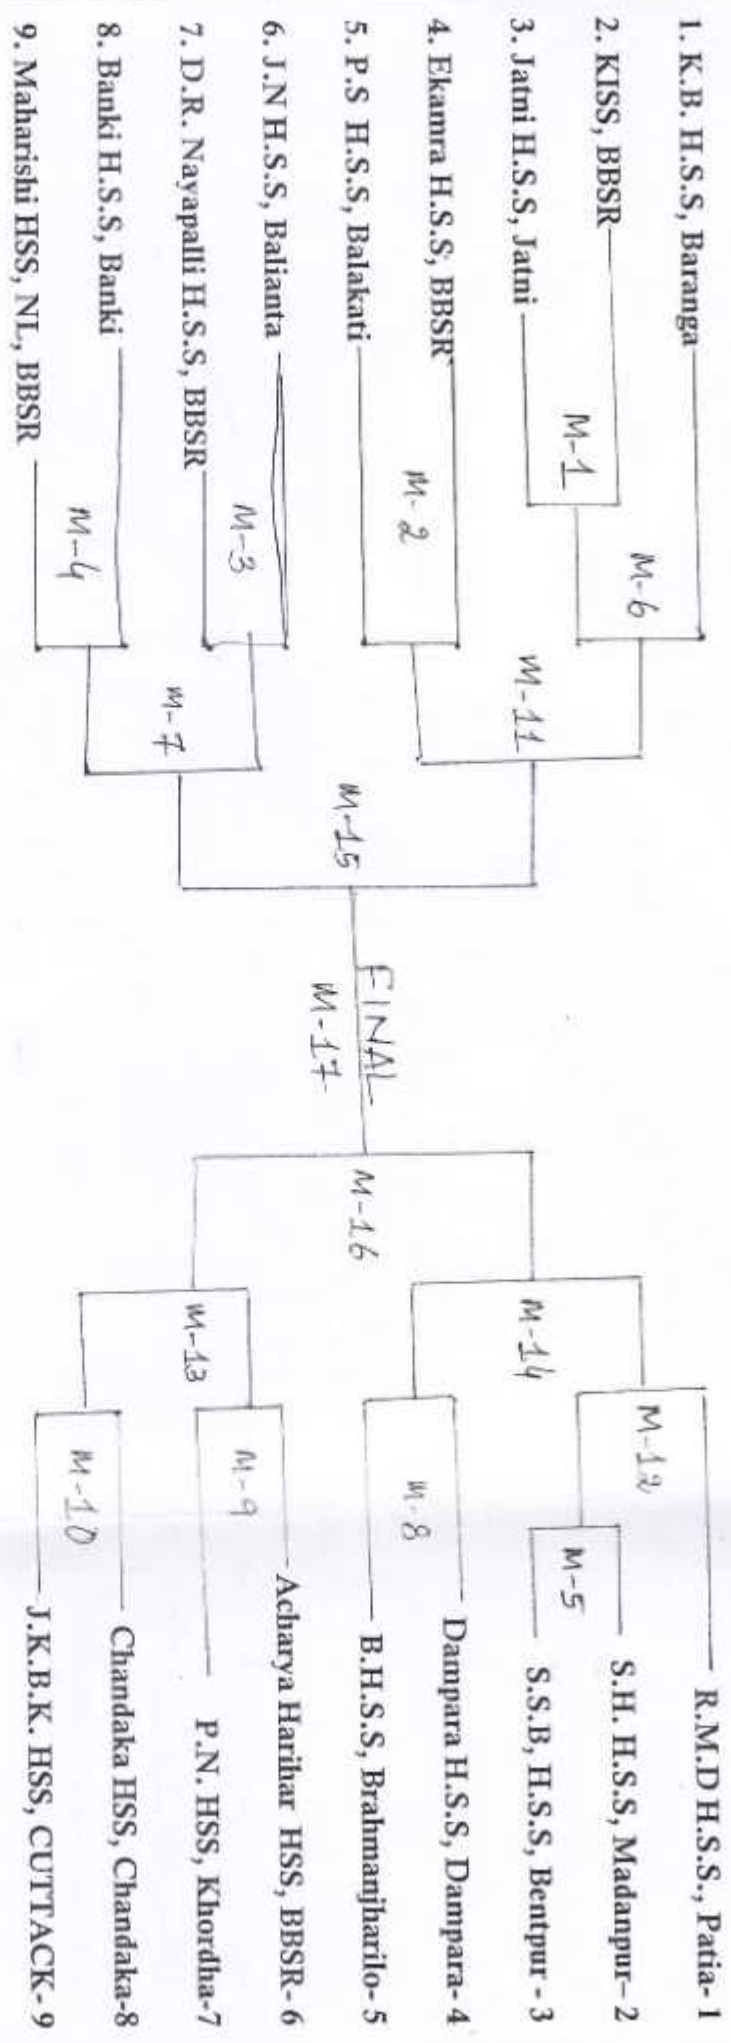 1. K.B. H.S.S, Baranga
2. KISS, BBSR
3. Jatni H.S.S, Jatni
4. Ekamra H.S.S, BBSR
5. P.S H.S.S, Balakati
6. J.N H.S.S, Balianta
7. D.R. Nayapalli H.S.S, BBSR
8. Banki H.S.S, Banki
9. Maharishi HSS, NL, BBSR
M-1
M-6
M-2
M-11
M-3
M-4
M-7
M-15
FINAL
M-17
M-16
M-14
M-13
M-12
M-5
M-8
M-9
M-10
R.M.D H.S.S., Patia- 1
S.H. H.S.S, Madanpur- 2
S.S.B, H.S.S, Bentpur - 3
Dampara H.S.S, Dampara- 4
B.H.S.S, Brahmanjharilo- 5
Acharya Harihar HSS, BBSR- 6
P.N. HSS, Khordha-7
Chandaka HSS, Chandaka-8
J.K.B.K. HSS, CUTTACK- 9